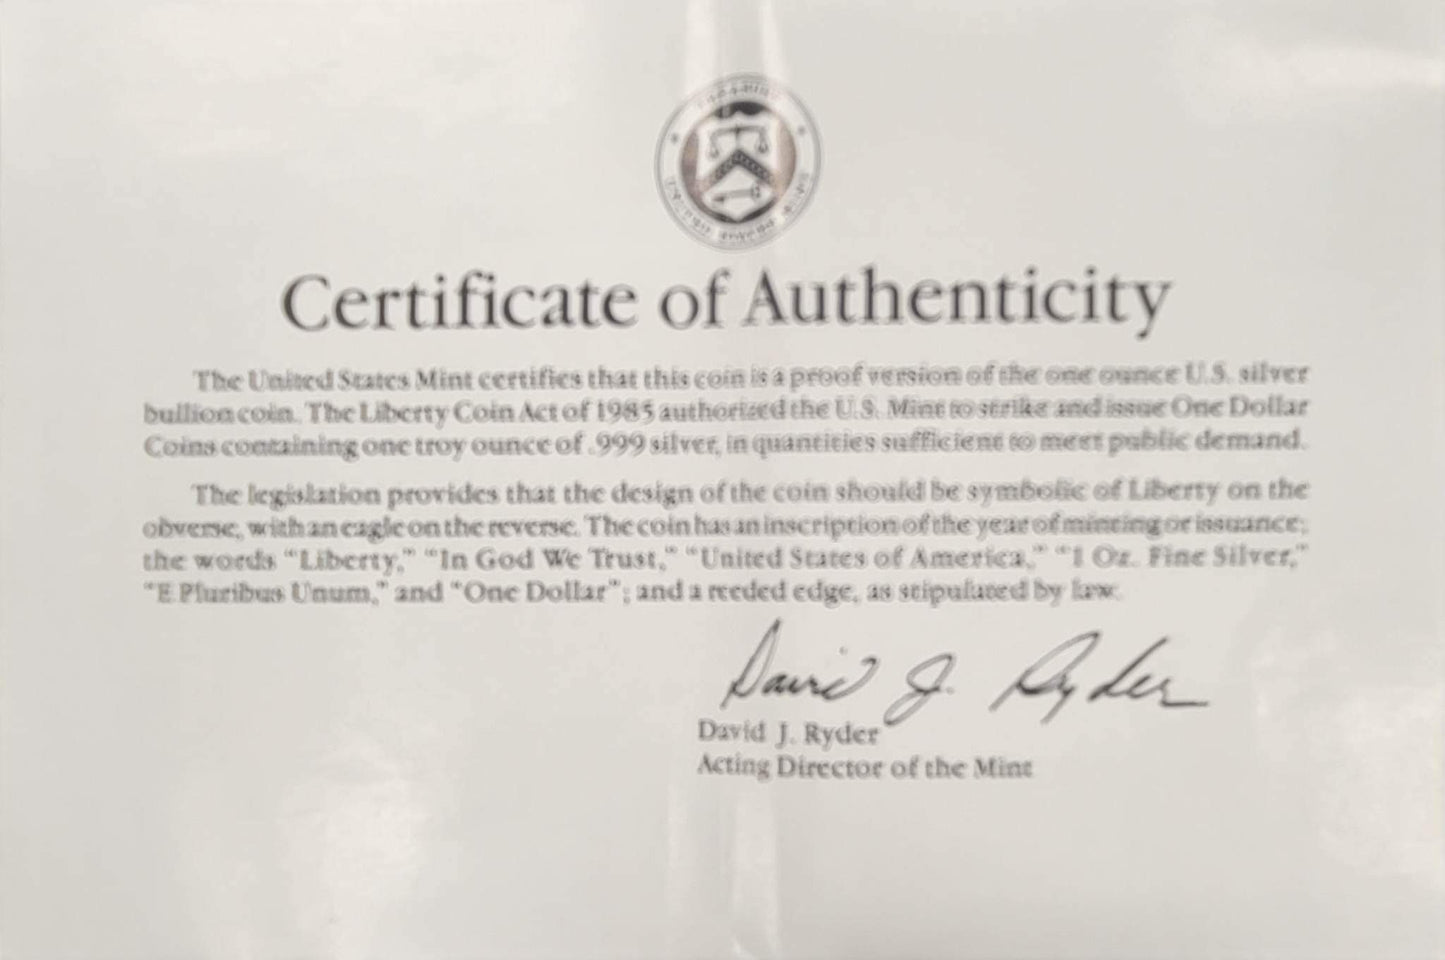 Certificate of Authenticity
The United States Mint certifies that this coin is a proof version of the one ounce U.S. silver
bullion coin. The Liberty Coin Act of 1985 authorized the U.S. Mint to strike and issue One Dollar
Coins containing one troy ounce of .999 silver, in quantities sufficient to meet public demand.
The legislation provides that the design of the coin should be symbolic of Liberty on the
obverse, with an eagle on the reverse. The coin has an inscription of the year of minting or issuance;
the words “Liberty,” “In God We Trust,” “United States of America,” “1 Oz. Fine Silver,”
“E Pluribus Unum,” and “One Dollar”; and a reeded edge, as stipulated by law.
David J. Ryder
David J. Ryder
Acting Director of the Mint